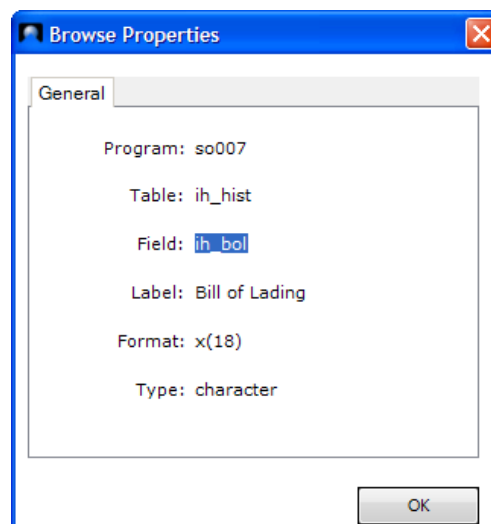 Browse Properties
General
Program: so007
Table: ih_hist
Field: ih_bol
Label: Bill of Lading
Format: x(18)
Type: character
OK